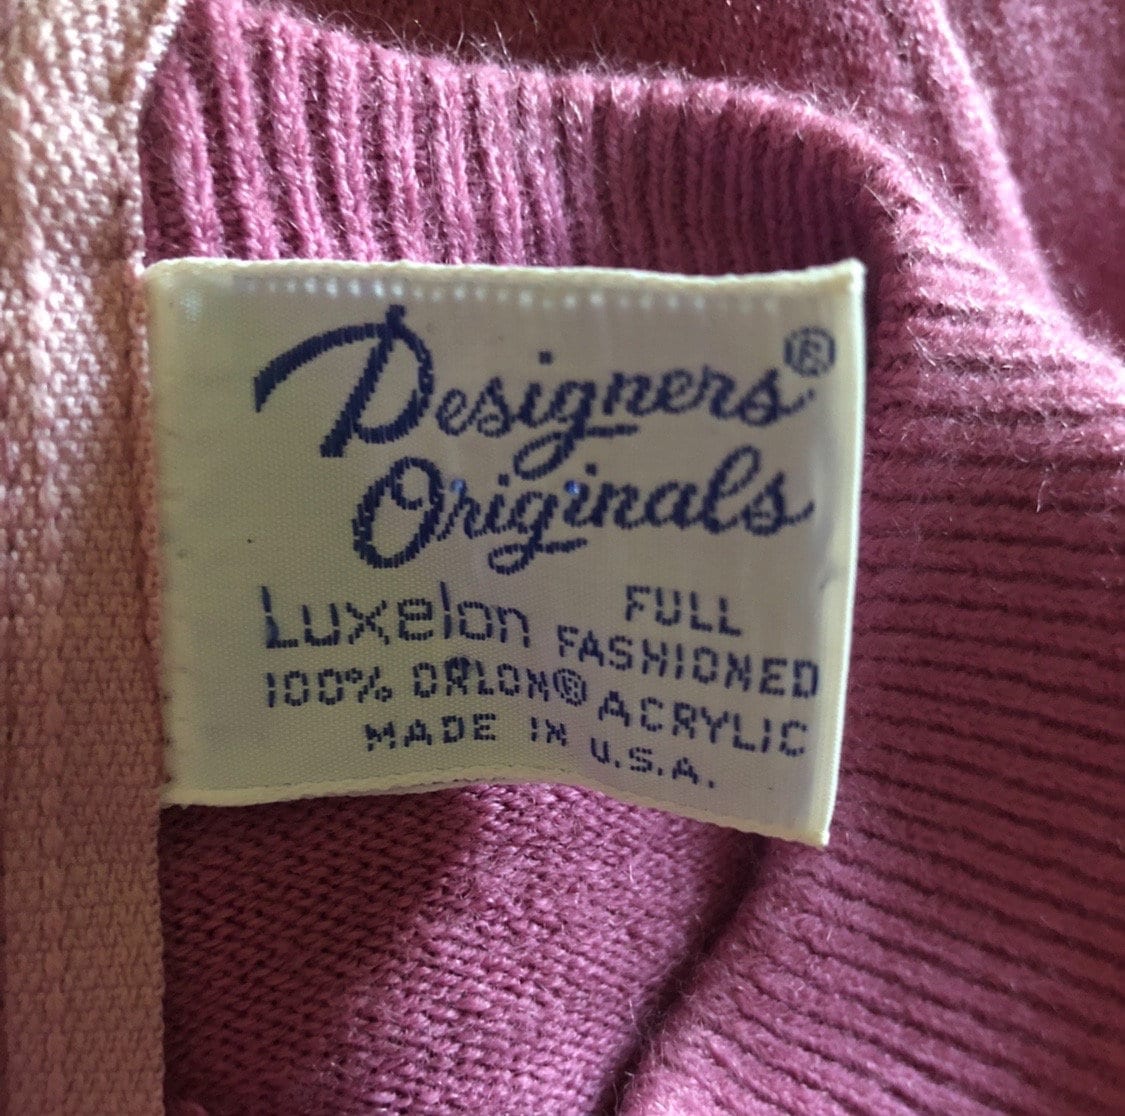 Designers®
Originals
Luxelon FULL FASHIONED
100% ORLON® ACRYLIC
MADE IN U.S.A.